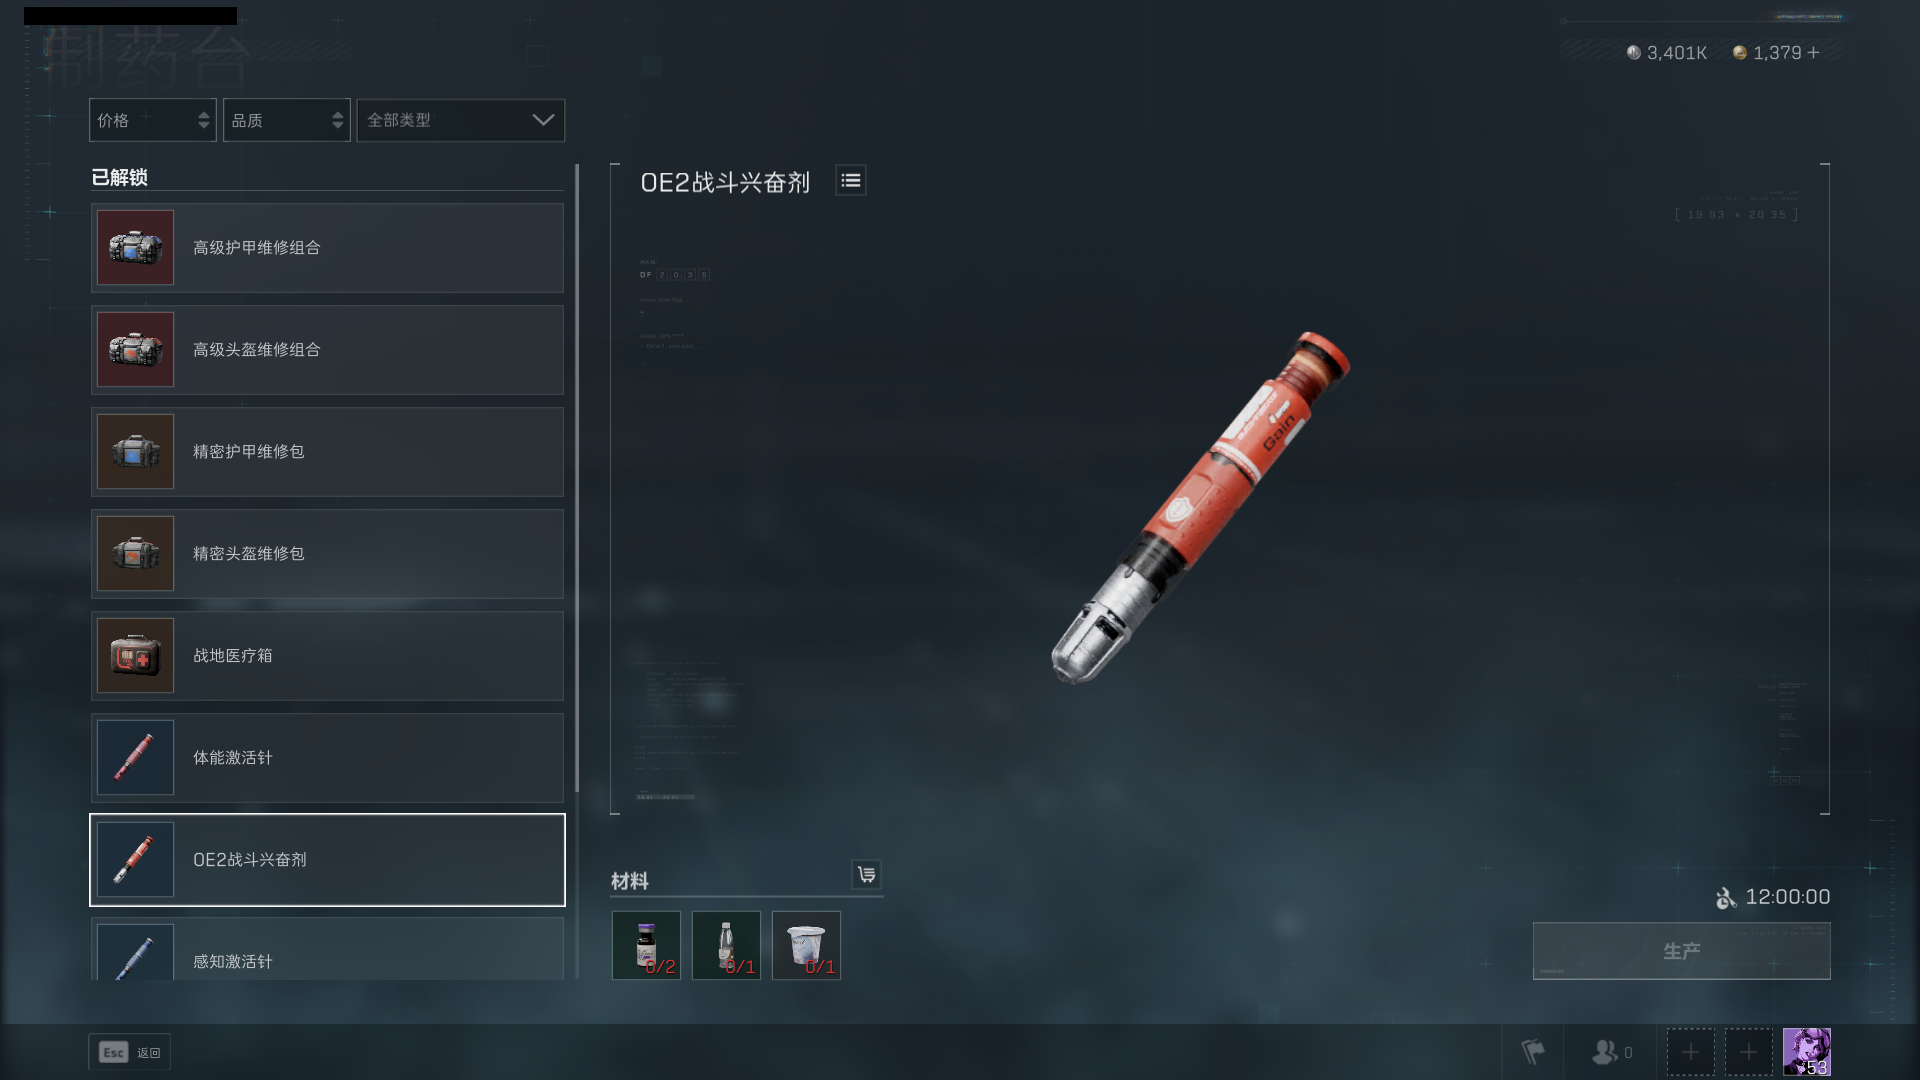 制药台
3,401K
1,379 +
价格
品质
全部类型
已解锁
高级护甲维修组合
高级头盔维修组合
精密护甲维修包
精密头盔维修包
战地医疗箱
体能激活针
OE2战斗兴奋剂
感知激活针
OE2战斗兴奋剂
[ 19.93 × 20.35 ]
DF 2 0 3 5
Gain
材料
0/2
0/1
0/1
12:00:00
生产
Esc 返回
0
53